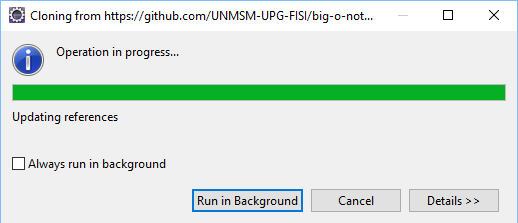 Cloning from https://github.com/UNMSM-UPG-FISI/big-o-not...
Operation in progress...
Updating references
Always run in background
Run in Background
Cancel
Details >>